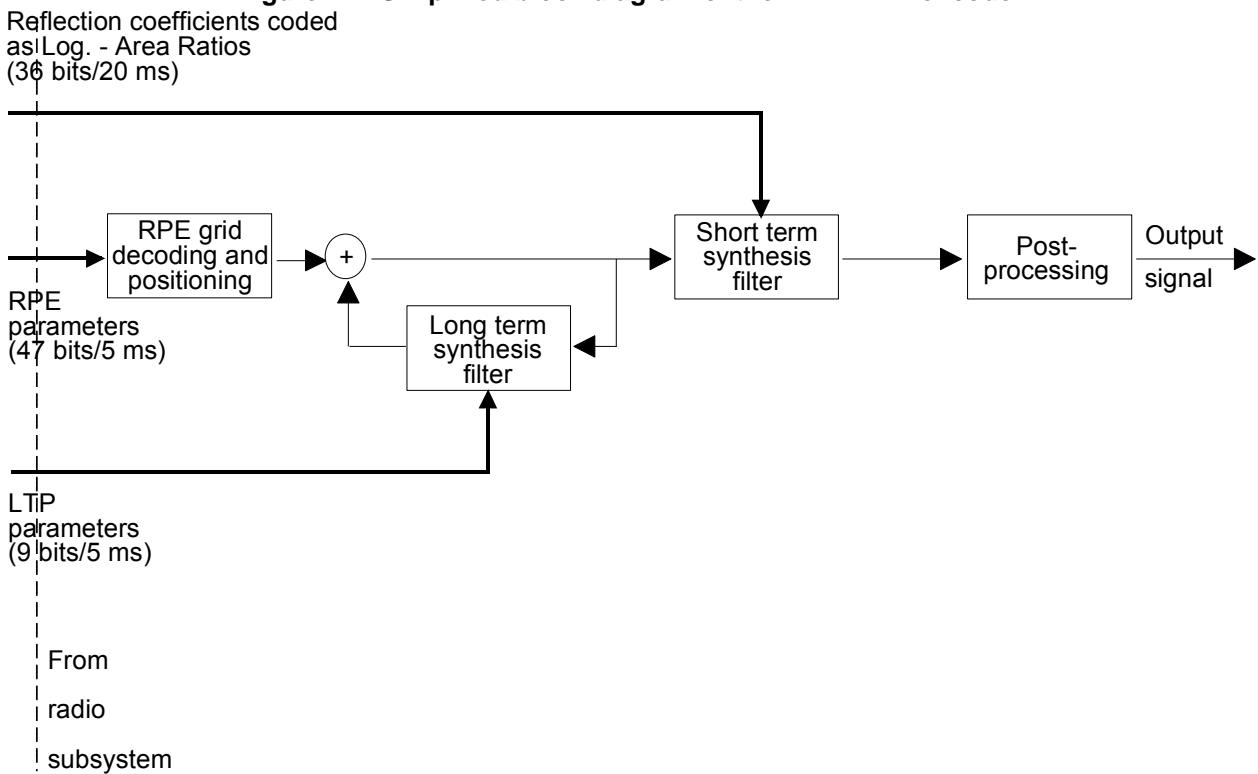 Reflection coefficients coded
as Log. - Area Ratios
(36 bits/20 ms)
RPE grid
decoding and
positioning
+
Short term
synthesis
filter
Post-
processing
Output
signal
RPE
parameters
(47 bits/5 ms)
Long term
synthesis
filter
LTP
parameters
(9 bits/5 ms)
From
radio
subsystem